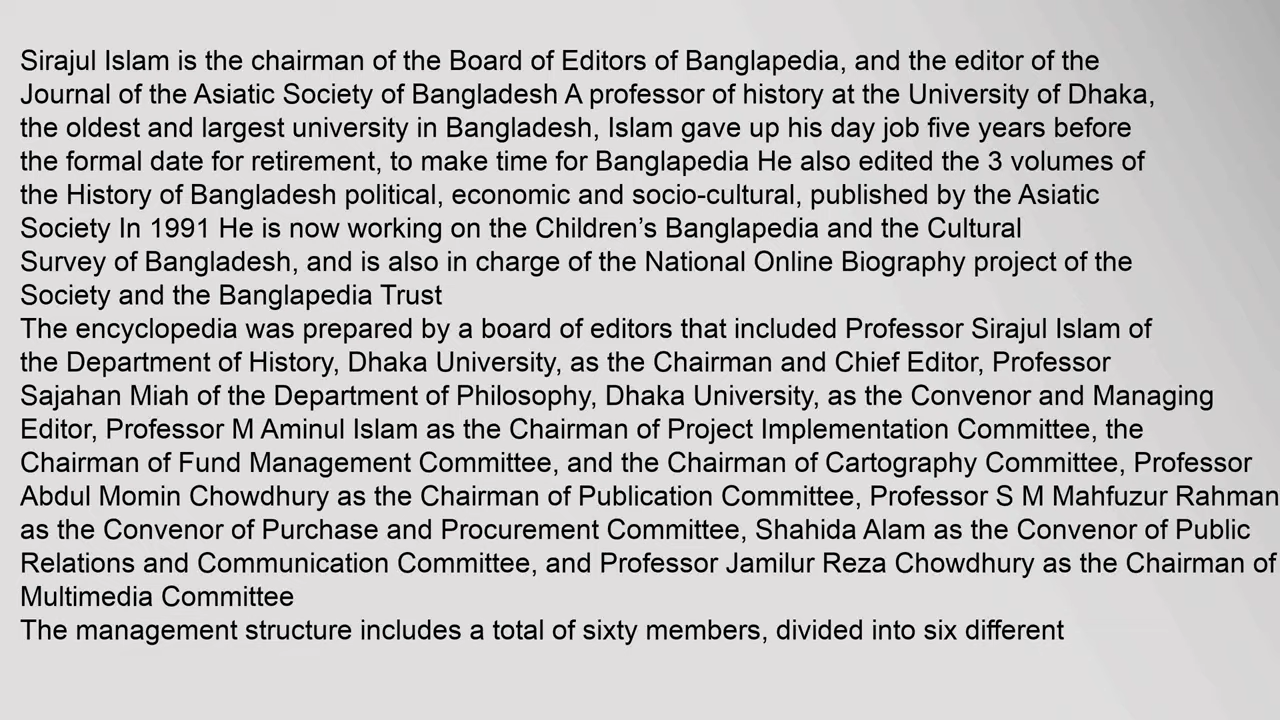 Sirajul Islam is the chairman of the Board of Editors of Banglapedia, and the editor of the
Journal of the Asiatic Society of Bangladesh A professor of history at the University of Dhaka,
the oldest and largest university in Bangladesh, Islam gave up his day job five years before
the formal date for retirement, to make time for Banglapedia He also edited the 3 volumes of
the History of Bangladesh political, economic and socio-cultural, published by the Asiatic
Society In 1991 He is now working on the Children’s Banglapedia and the Cultural
Survey of Bangladesh, and is also in charge of the National Online Biography project of the
Society and the Banglapedia Trust
The encyclopedia was prepared by a board of editors that included Professor Sirajul Islam of
the Department of History, Dhaka University, as the Chairman and Chief Editor, Professor
Sajahan Miah of the Department of Philosophy, Dhaka University, as the Convenor and Managing
Editor, Professor M Aminul Islam as the Chairman of Project Implementation Committee, the
Chairman of Fund Management Committee, and the Chairman of Cartography Committee, Professor
Abdul Momin Chowdhury as the Chairman of Publication Committee, Professor S M Mahfuzur Rahman
as the Convenor of Purchase and Procurement Committee, Shahida Alam as the Convenor of Public
Relations and Communication Committee, and Professor Jamilur Reza Chowdhury as the Chairman of
Multimedia Committee
The management structure includes a total of sixty members, divided into six different